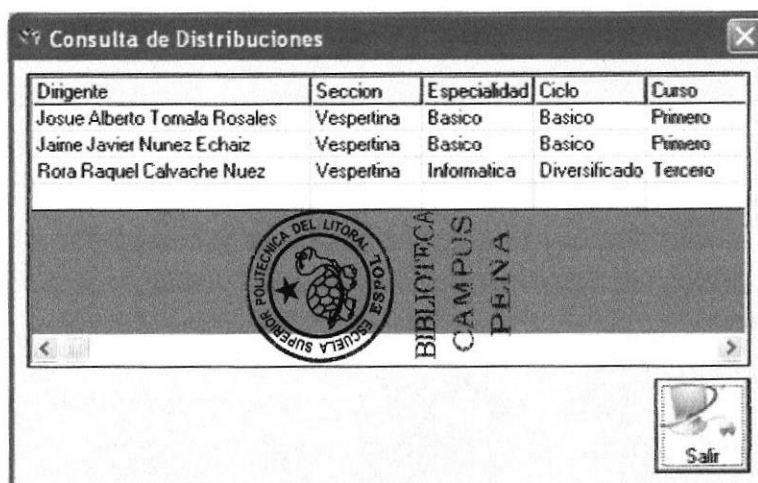 Consulta de Distribuciones
Dirigente Seccion Especialidad Ciclo Curso
Josue Alberto Tomala Rosales Vespertina Basico Basico Primero
Jaime Javier Nunez Echaiz Vespertina Basico Basico Primero
Rora Raquel Calvache Nuez Vespertina Informatica Diversificado Tercero
ESCUELA SUPERIOR POLITECNICA DEL LITORAL
ESPOL
BIBLIOTECA
CAMPUS
PEÑA
Salir